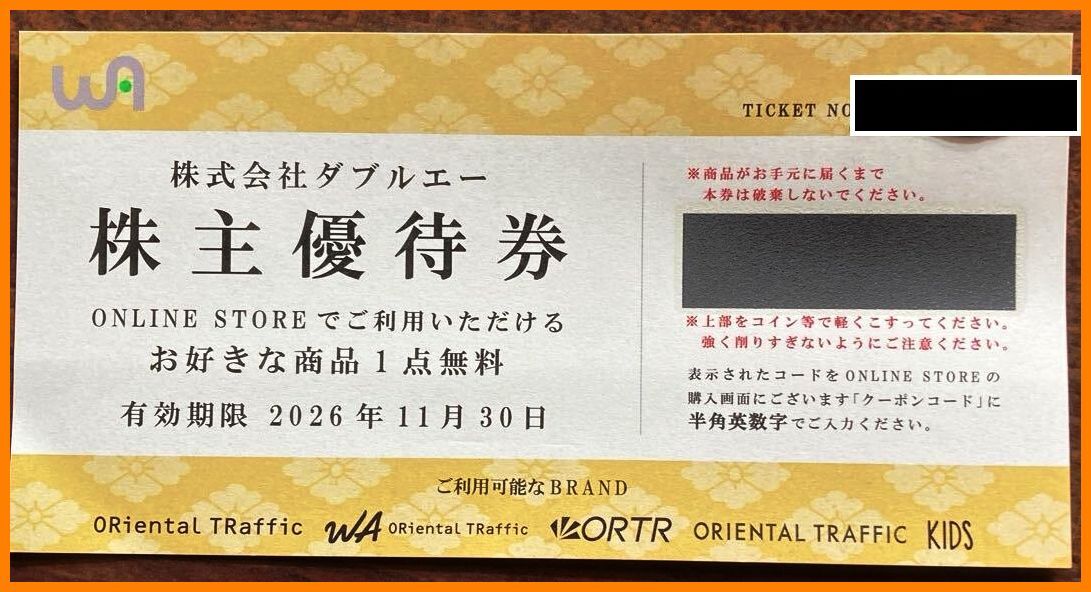 WA
TICKET NO
株式会社ダブルエー
株主優待券
ONLINE STOREでご利用いただける
お好きな商品1点無料
有効期限 2026年11月30日
※商品がお手元に届くまで
本券は破棄しないでください。
※上部をコイン等で軽くこすってください。
強く削りすぎないようにご注意ください。
表示されたコードをONLINE STOREの
購入画面にございます「クーポンコード」に
半角英数字でご入力ください。
ご利用可能なBRAND
ORiental TRaffic WA ORiental TRaffic ORTR ORIENTAL TRAFFIC KIDS